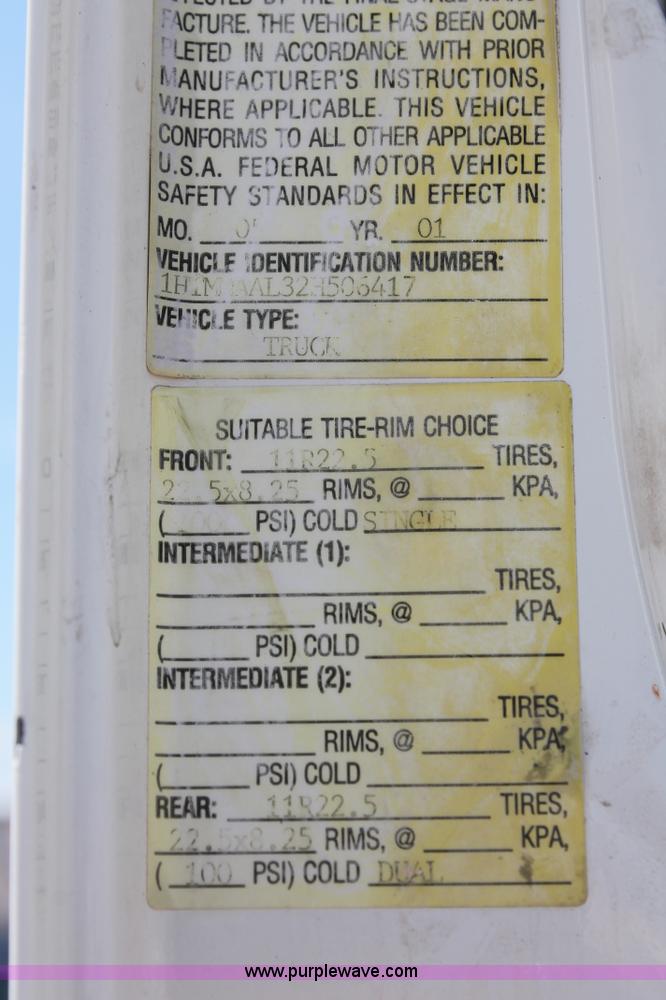 FACTURE. THE VEHICLE HAS BEEN COM-
PLETED IN ACCORDANCE WITH PRIOR
MANUFACTURER'S INSTRUCTIONS,
WHERE APPLICABLE. THIS VEHICLE
CONFORMS TO ALL OTHER APPLICABLE
U.S.A. FEDERAL MOTOR VEHICLE
SAFETY STANDARDS IN EFFECT IN:
MO. YR. 01
VEHICLE IDENTIFICATION NUMBER:
VEHICLE TYPE:
TRUCK
SUITABLE TIRE-RIM CHOICE
FRONT: 11R22.5 TIRES,
22.5x8.25 RIMS, @ KPA,
( PSI) COLD SINGLE
INTERMEDIATE (1):
TIRES,
RIMS, @ KPA,
( PSI) COLD
INTERMEDIATE (2):
TIRES,
RIMS, @ KPA,
( PSI) COLD
REAR: 11R22.5 TIRES,
22.5x8.25 RIMS, @ KPA,
( 100 PSI) COLD DUAL
www.purplewave.com